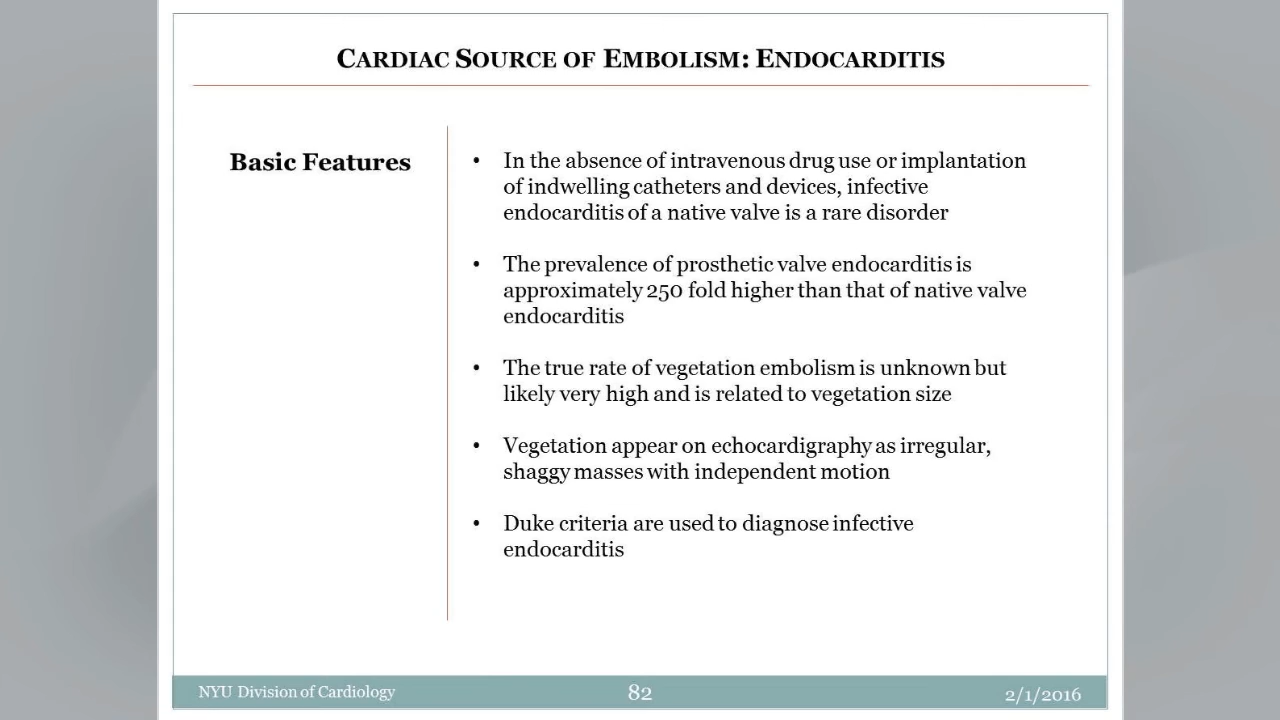 CARDIAC SOURCE OF EMBOLISM: ENDOCARDITIS
Basic Features
• In the absence of intravenous drug use or implantation
of indwelling catheters and devices, infective
endocarditis of a native valve is a rare disorder
• The prevalence of prosthetic valve endocarditis is
approximately 250 fold higher than that of native valve
endocarditis
• The true rate of vegetation embolism is unknown but
likely very high and is related to vegetation size
• Vegetation appear on echocardigraphy as irregular,
shaggy masses with independent motion
• Duke criteria are used to diagnose infective
endocarditis
NYU Division of Cardiology
82
2/1/2016